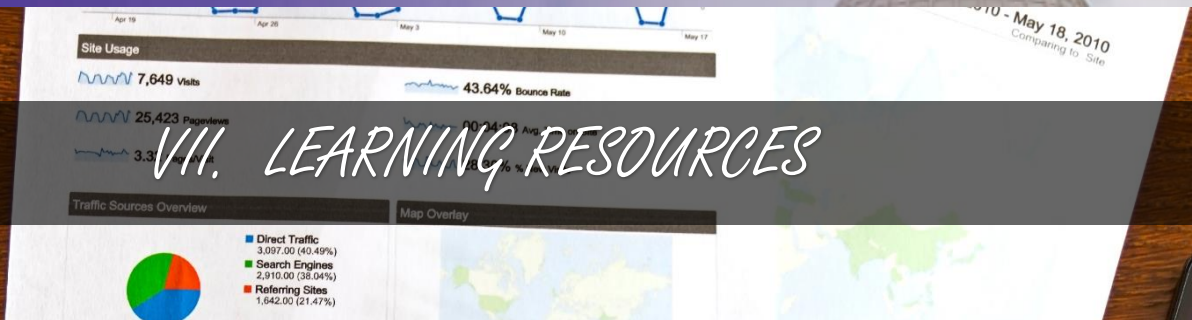 Apr 19 Apr 26 May 3 May 10 May 17
10 - May 18, 2010
Comparing to: Site
Site Usage
7,649 Visits 43.64% Bounce Rate
25,423 Pageviews
VII. LEARNING RESOURCES
Traffic Sources Overview Map Overlay
Direct Traffic
3,097.00 (40.49%)
Search Engines
2,910.00 (38.04%)
Referring Sites
1,642.00 (21.47%)